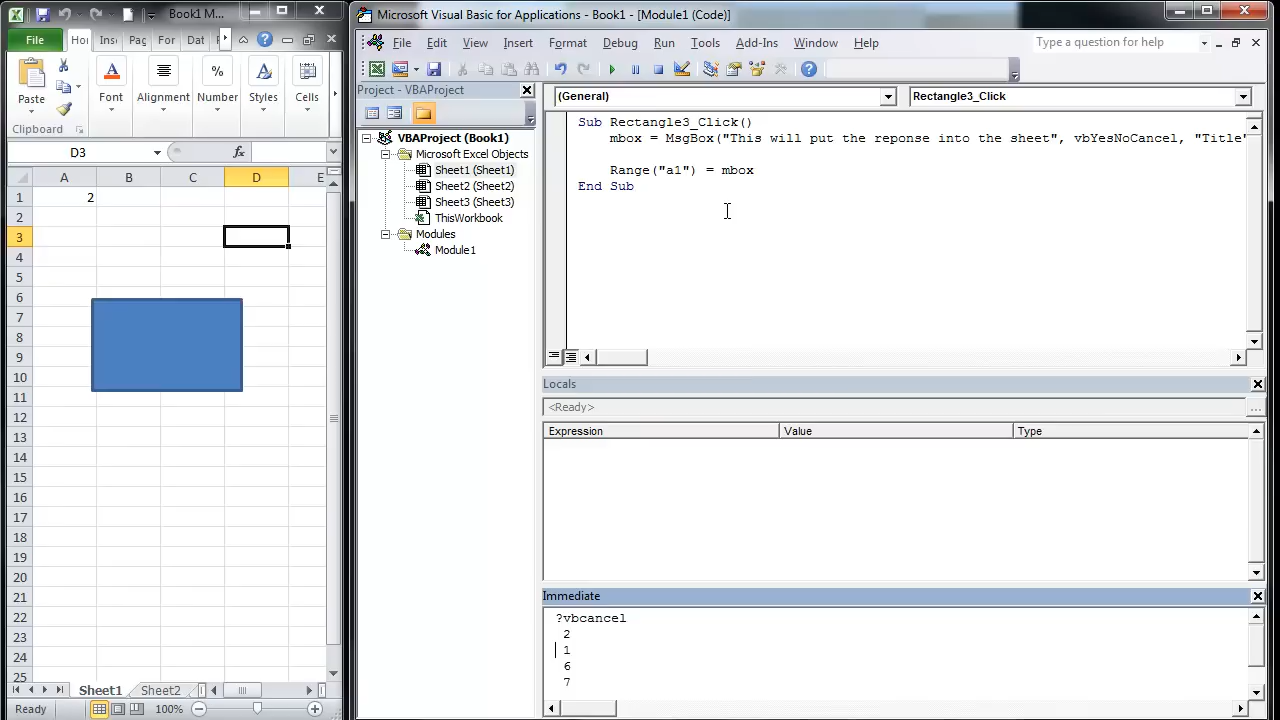 Book1 M...
File
Hor
Ins
Pag
For
Dat
Paste
Font
Alignment
Number
Styles
Cells
Clipboard
D3
fx
A B C D E
1 2
2
3
4
5
6
7
8
9
10
11
12
13
14
15
16
17
18
19
20
21
22
23
24
25
Sheet1 Sheet2
Ready 100%
Microsoft Visual Basic for Applications - Book1 - [Module1 (Code)]
File Edit View Insert Format Debug Run Tools Add-Ins Window Help
Type a question for help
Project - VBAProject
VBAProject (Book1)
Microsoft Excel Objects
Sheet1 (Sheet1)
Sheet2 (Sheet2)
Sheet3 (Sheet3)
ThisWorkbook
Modules
Module1
(General)
Rectangle3_Click
Sub Rectangle3_Click()
mbox = MsgBox("This will put the reponse into the sheet", vbYesNoCancel, "Title"
Range("a1") = mbox
End Sub
Locals
<Ready>
Expression Value Type
Immediate
?vbcancel
2
1
6
7